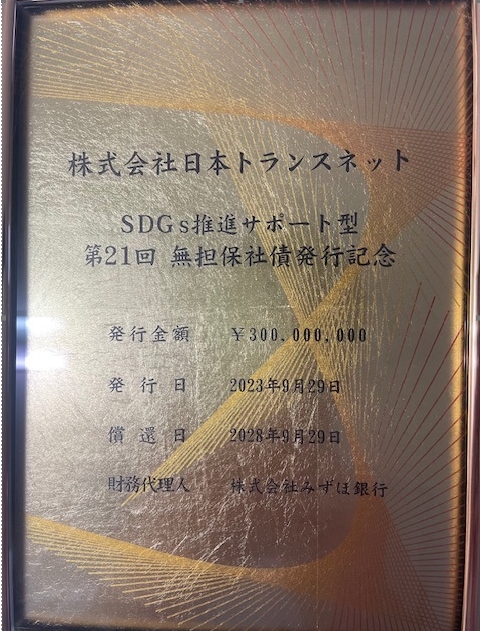 株式会社日本トランスネット
SDGs推進サポート型
第21回 無担保社債発行記念
発行金額 ￥300,000,000
発行日 2023年9月29日
償還日 2028年9月29日
財務代理人 株式会社みずほ銀行